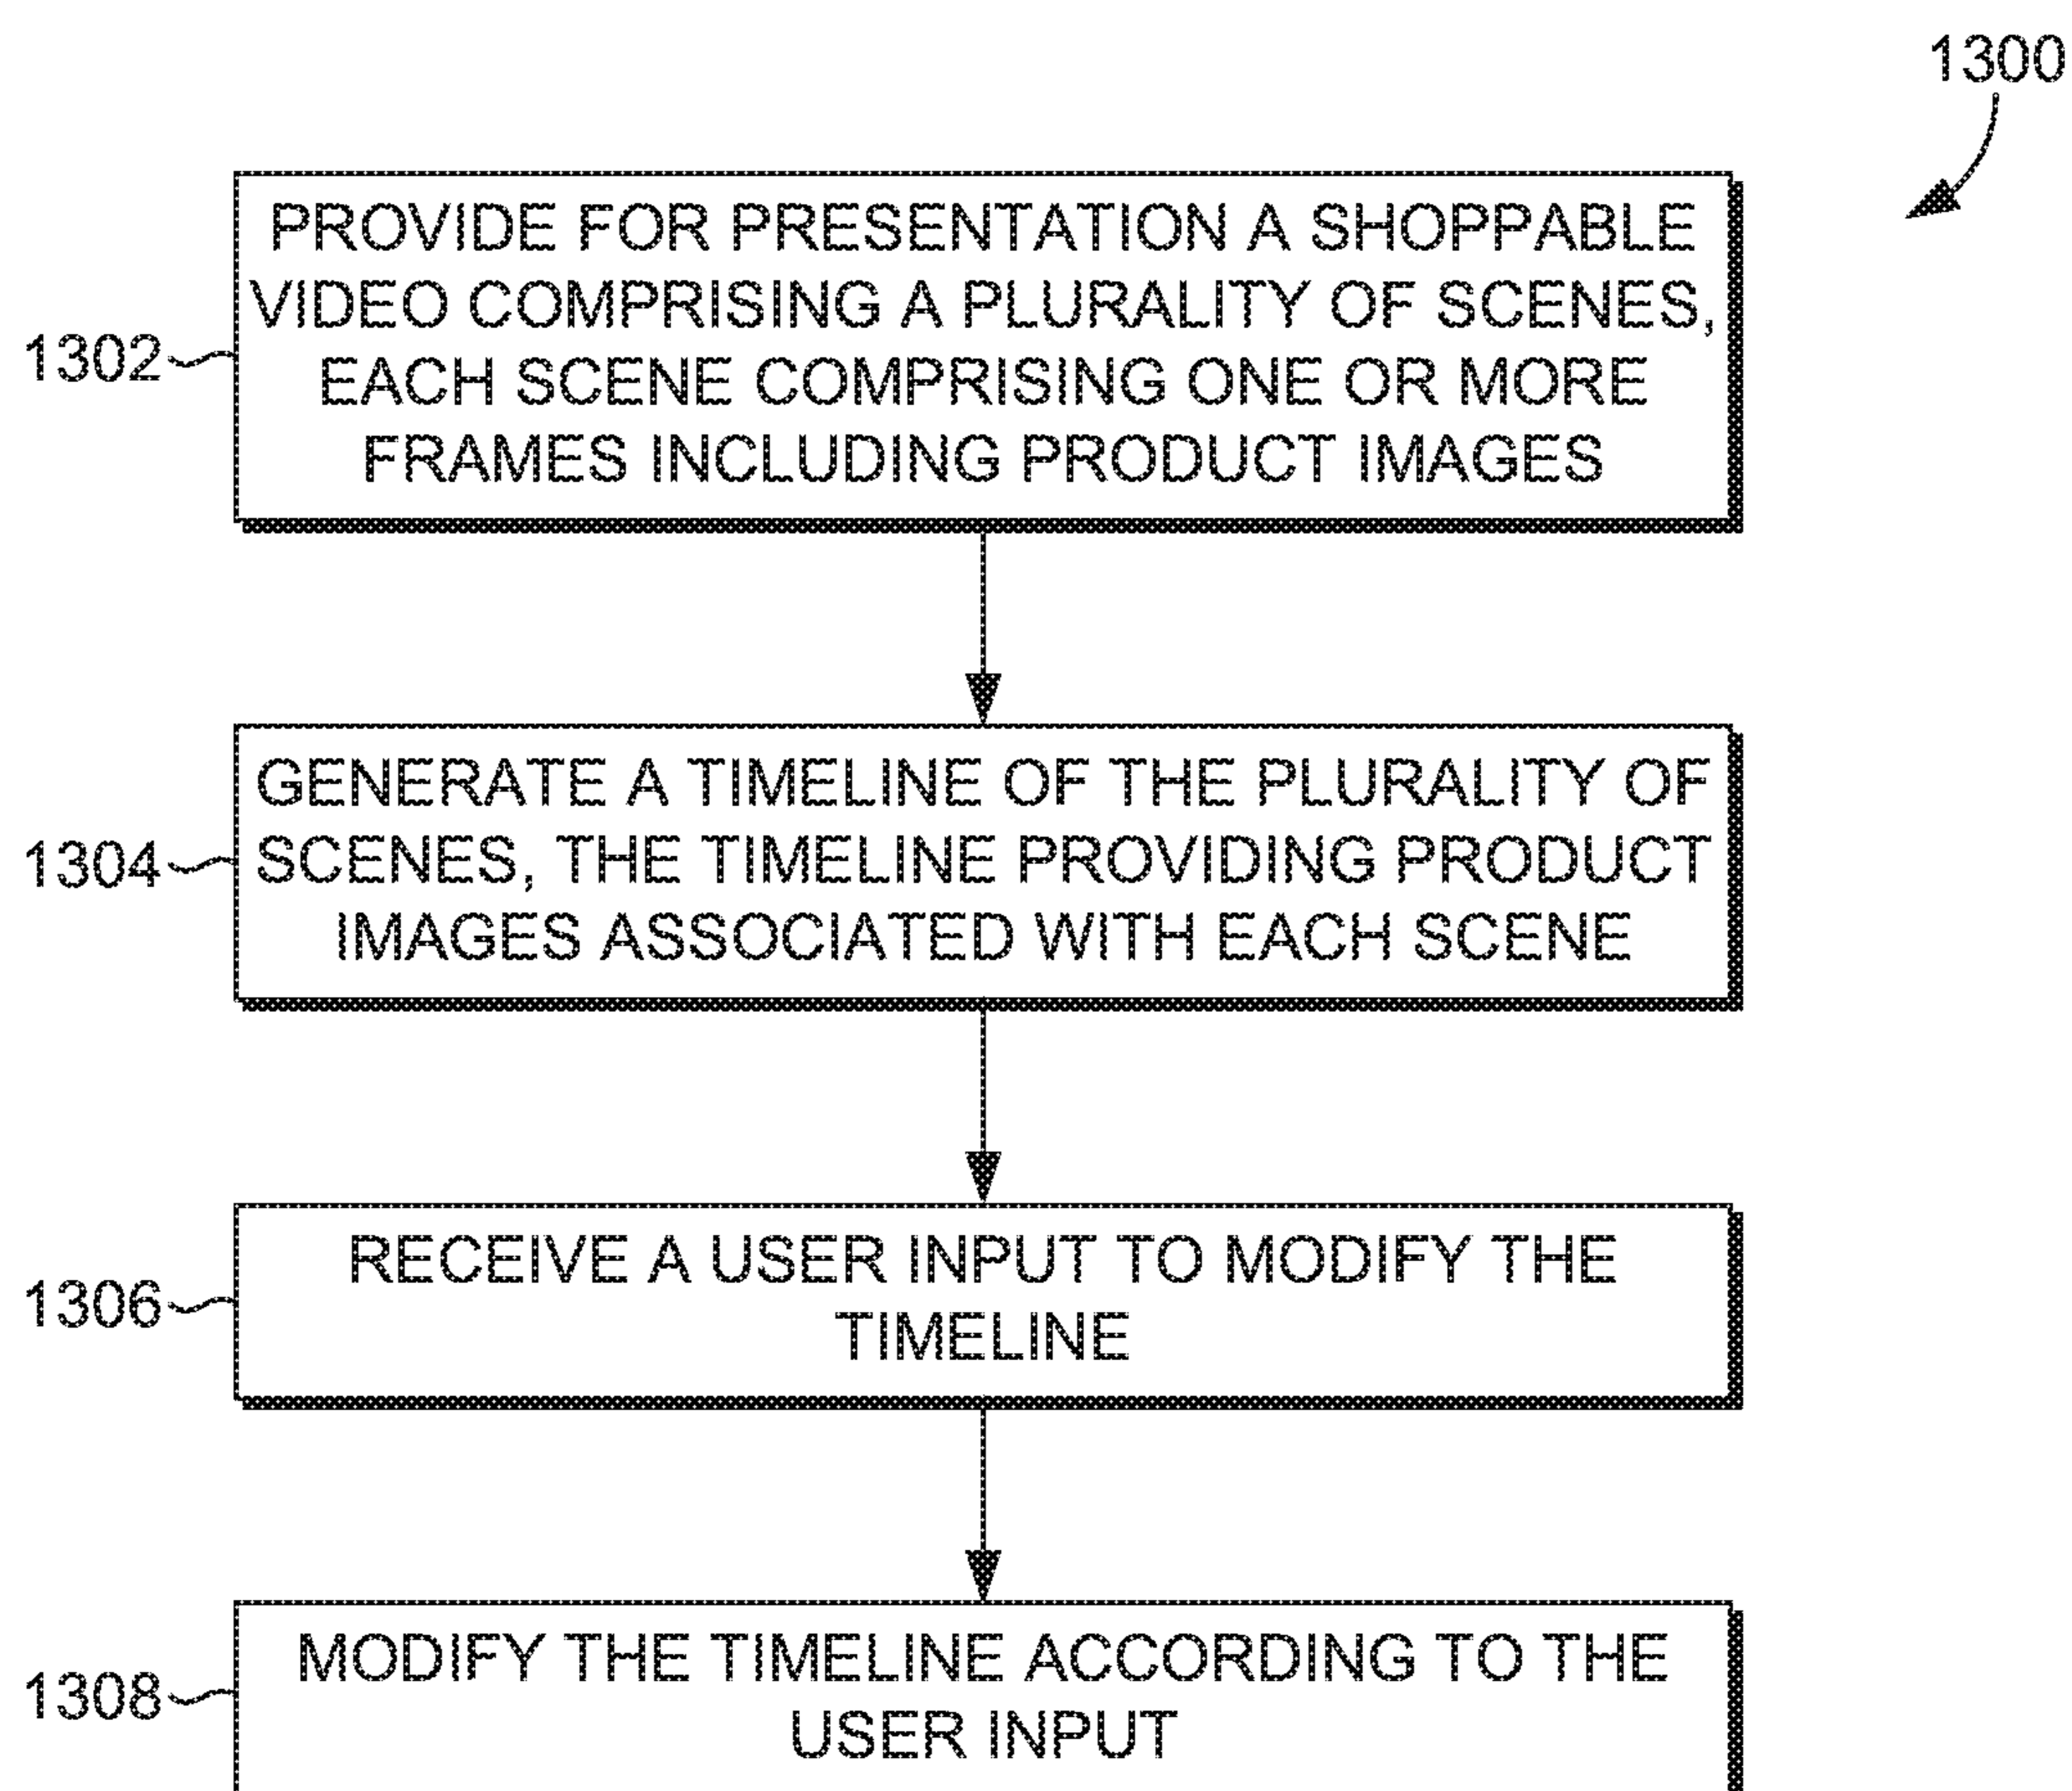 1300
PROVIDE FOR PRESENTATION A SHOPPABLE
VIDEO COMPRISING A PLURALITY OF SCENES,
EACH SCENE COMPRISING ONE OR MORE
FRAMES INCLUDING PRODUCT IMAGES
1302
GENERATE A TIMELINE OF THE PLURALITY OF
SCENES, THE TIMELINE PROVIDING PRODUCT
IMAGES ASSOCIATED WITH EACH SCENE
1304
RECEIVE A USER INPUT TO MODIFY THE
TIMELINE
1306
MODIFY THE TIMELINE ACCORDING TO THE
USER INPUT
1308